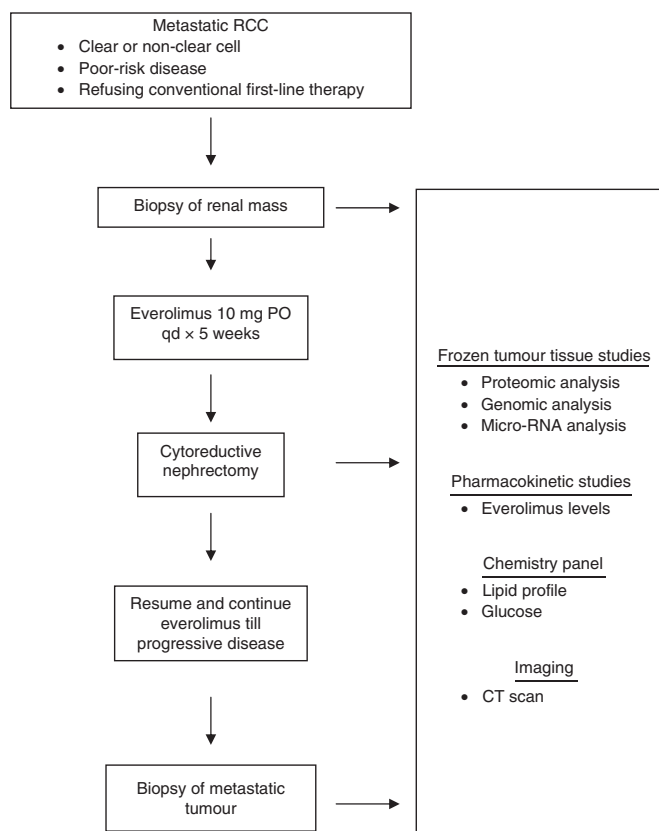 Metastatic RCC
• Clear or non-clear cell
• Poor-risk disease
• Refusing conventional first-line therapy
Biopsy of renal mass
Everolimus 10 mg PO
qd × 5 weeks
Cytoreductive
nephrectomy
Resume and continue
everolimus till
progressive disease
Biopsy of metastatic
tumour
Frozen tumour tissue studies
• Proteomic analysis
• Genomic analysis
• Micro-RNA analysis
Pharmacokinetic studies
• Everolimus levels
Chemistry panel
• Lipid profile
• Glucose
Imaging
• CT scan